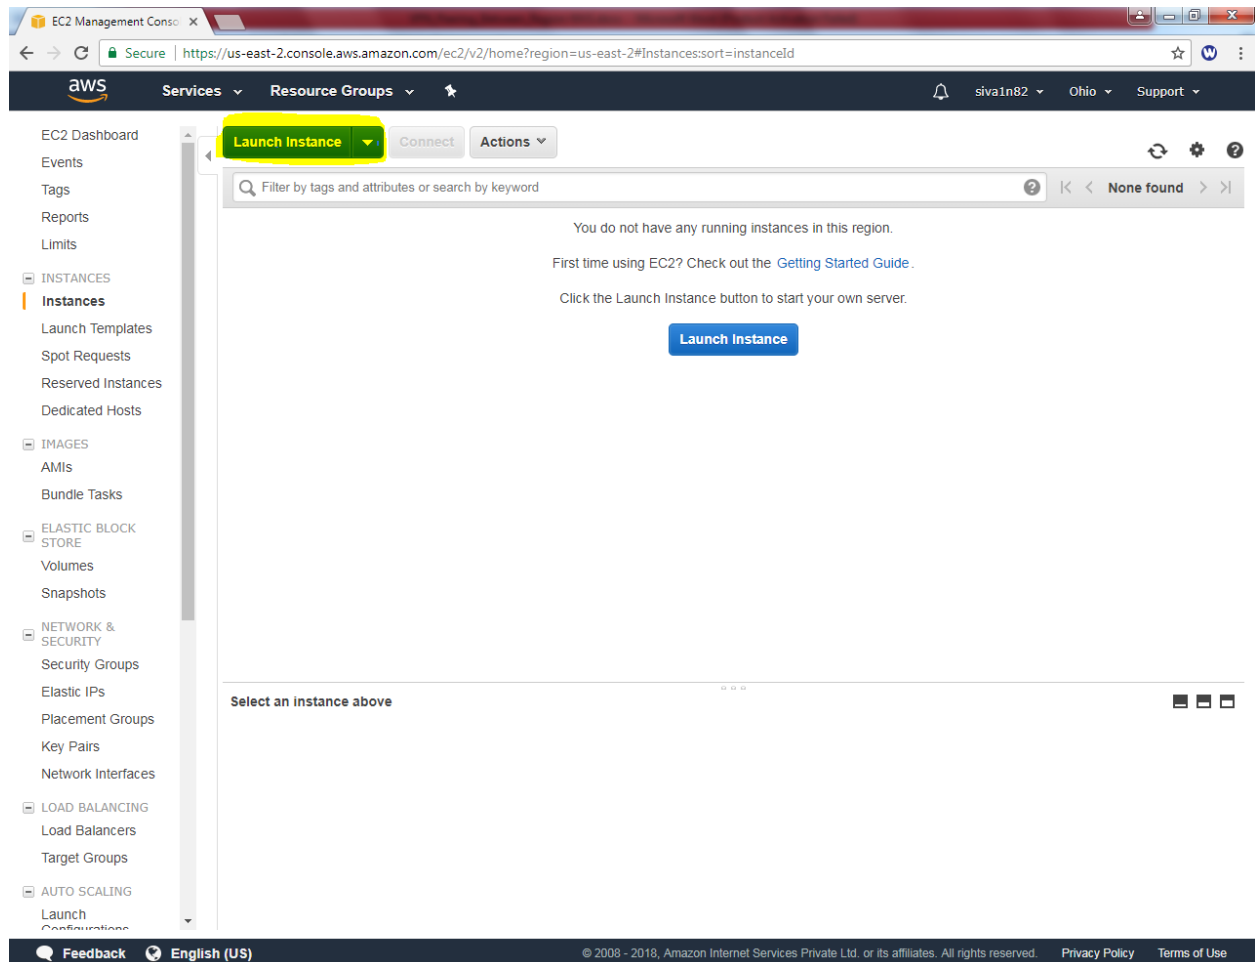 EC2 Management Conso
Secure | https://us-east-2.console.aws.amazon.com/ec2/v2/home?region=us-east-2#Instances:sort=instanceId
aws Services Resource Groups siva1n82 Ohio Support
EC2 Dashboard
Events
Tags
Reports
Limits
INSTANCES
Instances
Launch Templates
Spot Requests
Reserved Instances
Dedicated Hosts
IMAGES
AMIs
Bundle Tasks
ELASTIC BLOCK
STORE
Volumes
Snapshots
NETWORK &
SECURITY
Security Groups
Elastic IPs
Placement Groups
Key Pairs
Network Interfaces
LOAD BALANCING
Load Balancers
Target Groups
AUTO SCALING
Launch
Configurations
Launch Instance Connect Actions
Filter by tags and attributes or search by keyword None found
You do not have any running instances in this region.
First time using EC2? Check out the Getting Started Guide.
Click the Launch Instance button to start your own server.
Launch Instance
Select an instance above
Feedback English (US) © 2008 - 2018, Amazon Internet Services Private Ltd. or its affiliates. All rights reserved. Privacy Policy Terms of Use